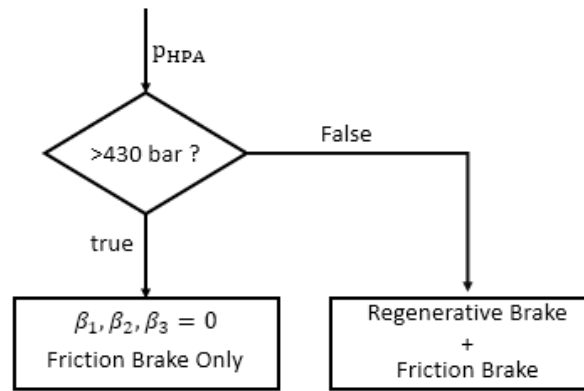 p_HPA
>430 bar ?
False
true
β₁, β₂, β₃ = 0
Friction Brake Only
Regenerative Brake
+
Friction Brake